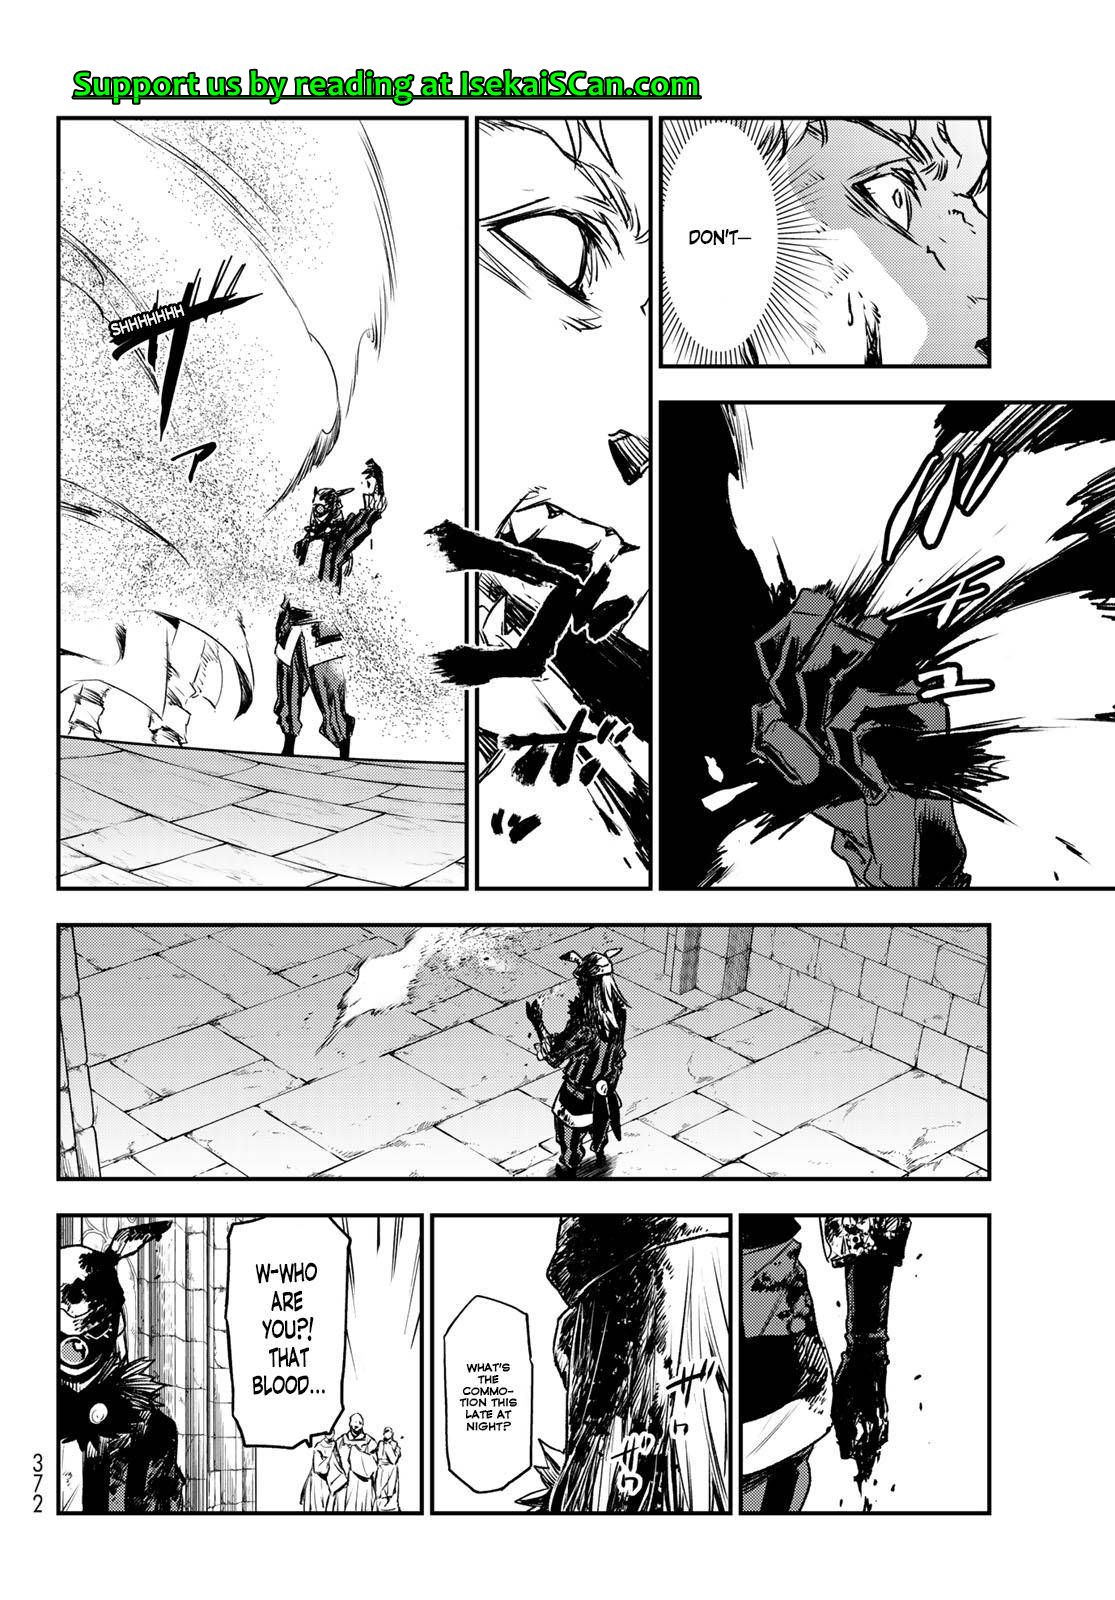 Support us by reading at IsekaiSCan.com
DON'T—
SHHHHHHH
ザ
ァ
WHAT'S
THE
COMMO-
TION THIS
LATE AT
NIGHT?
W-WHO
ARE
YOU?!
THAT
BLOOD...
372